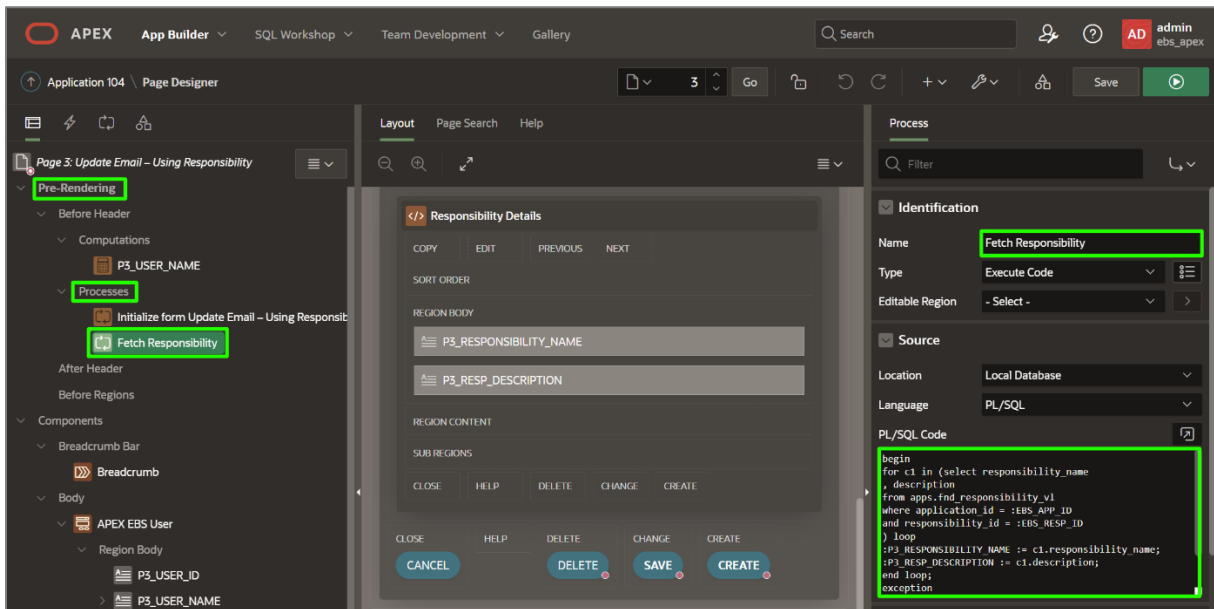 APEX
App Builder
SQL Workshop
Team Development
Gallery
Search
AD
admin
ebs_apex
Application 104 \ Page Designer
3
Go
Save
Page 3: Update Email – Using Responsibility
Pre-Rendering
Before Header
Computations
P3_USER_NAME
Processes
Initialize form Update Email – Using Responsib
Fetch Responsibility
After Header
Before Regions
Components
Breadcrumb Bar
Breadcrumb
Body
APEX EBS User
Region Body
P3_USER_ID
P3_USER_NAME
Layout Page Search Help
</> Responsibility Details
COPY EDIT PREVIOUS NEXT
SORT ORDER
REGION BODY
P3_RESPONSIBILITY_NAME
P3_RESP_DESCRIPTION
REGION CONTENT
SUB REGIONS
CLOSE HELP DELETE CHANGE CREATE
CLOSE HELP DELETE CHANGE CREATE
CANCEL DELETE SAVE CREATE
Process
Filter
Identification
Name Fetch Responsibility
Type Execute Code
Editable Region - Select -
Source
Location Local Database
Language PL/SQL
PL/SQL Code
begin
for c1 in (select responsibility_name
, description
from apps.fnd_responsibility_vl
where application_id = :EBS_APP_ID
and responsibility_id = :EBS_RESP_ID
) loop
:P3_RESPONSIBILITY_NAME := c1.responsibility_name;
:P3_RESP_DESCRIPTION := c1.description;
end loop;
exception